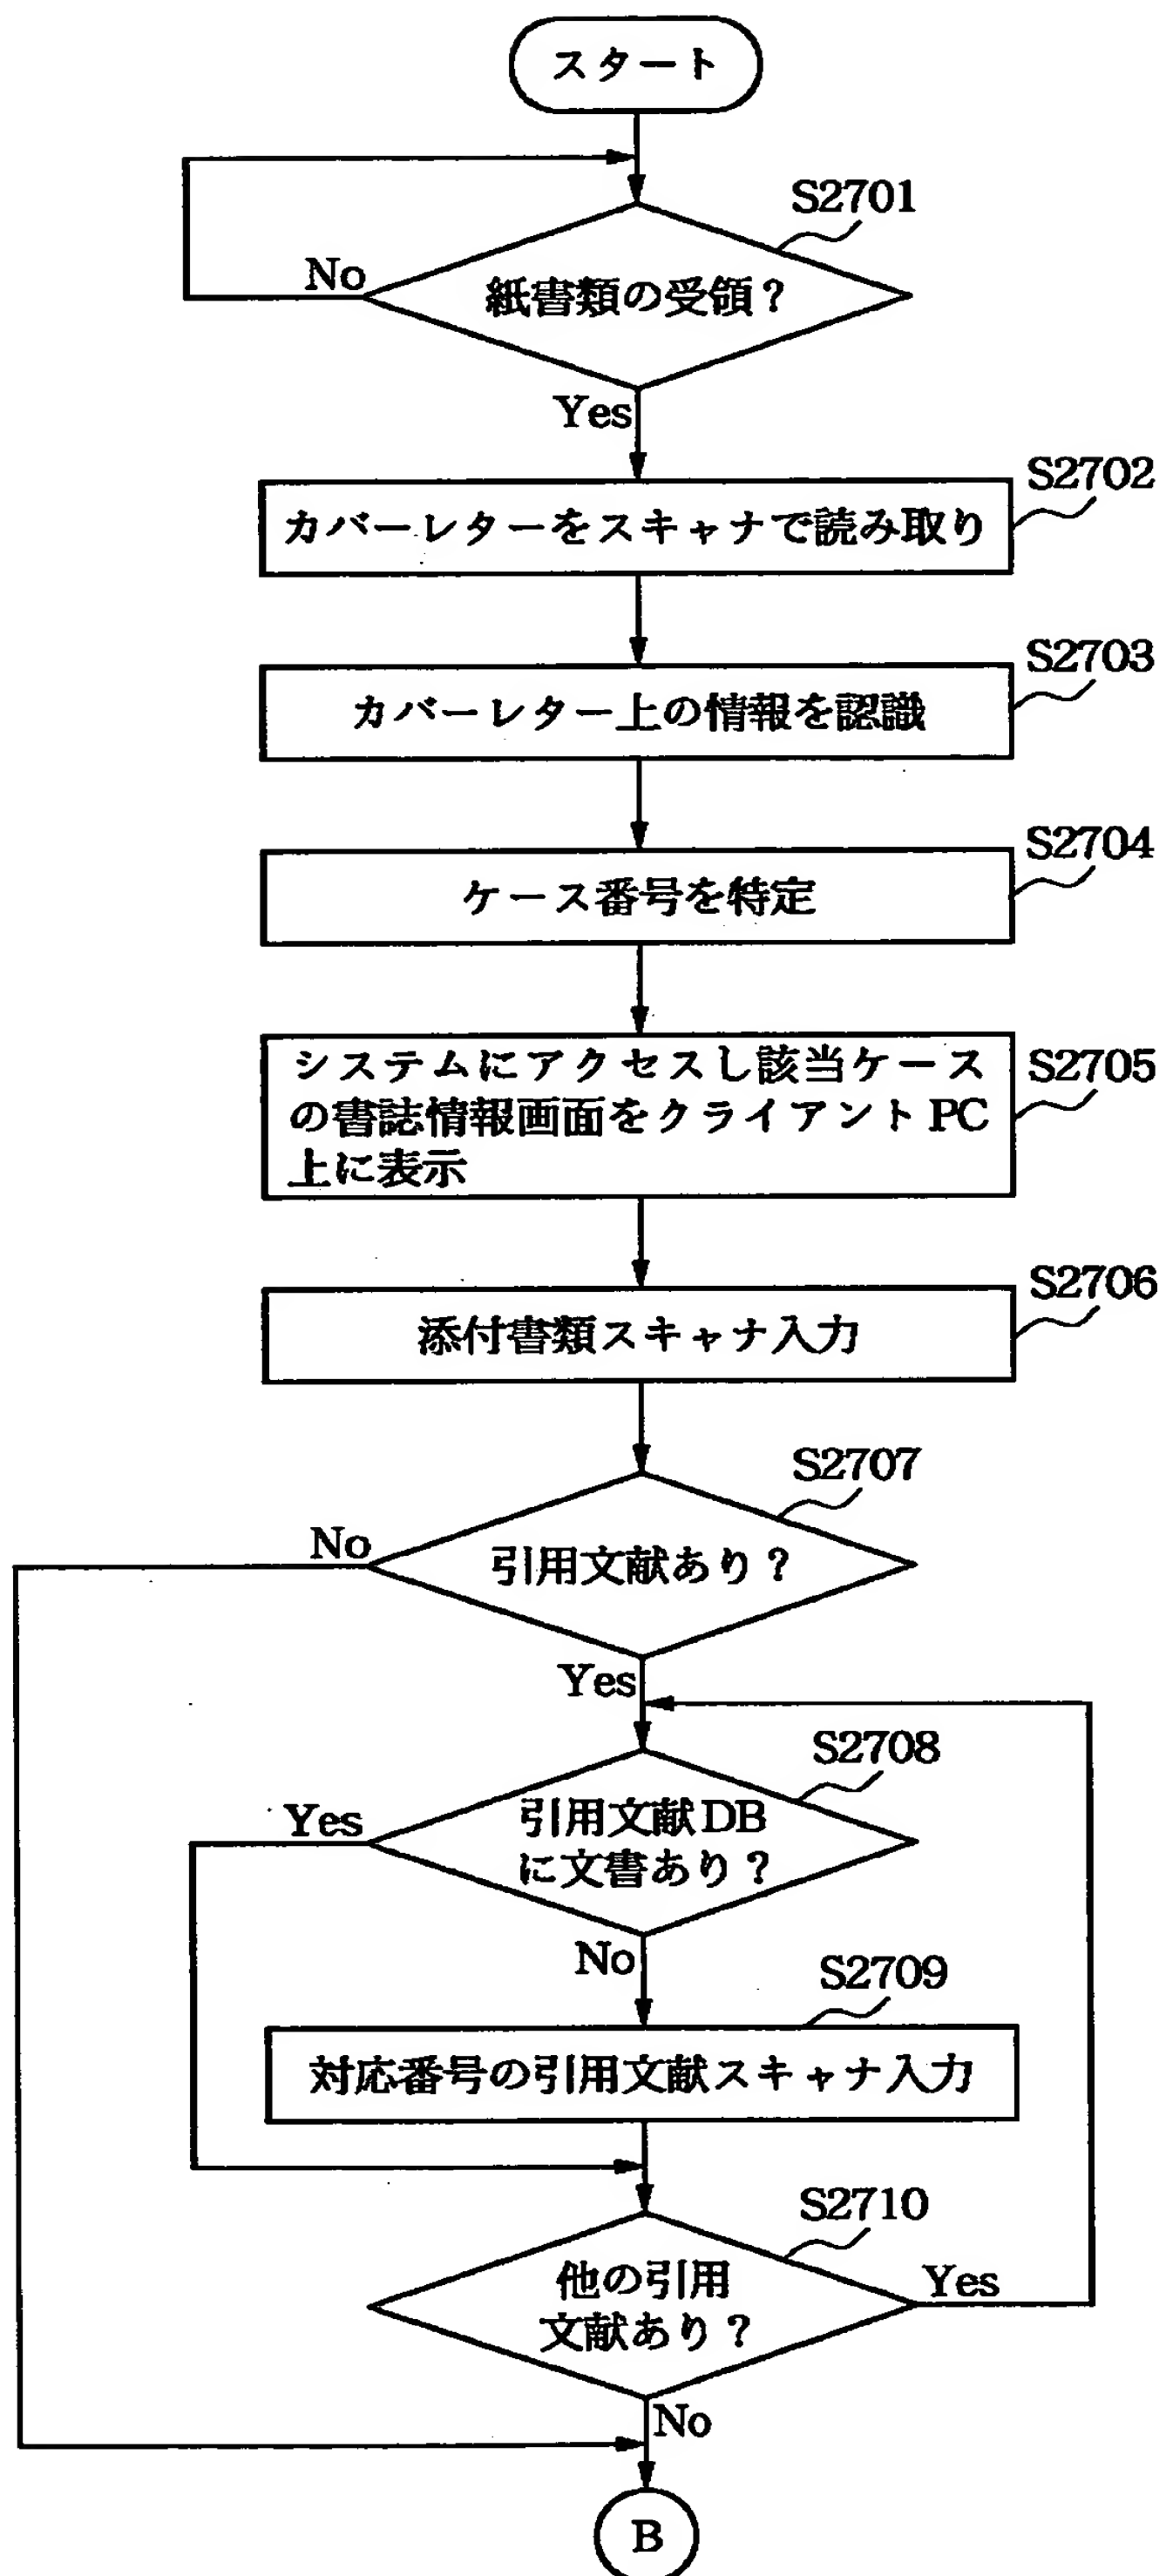 スタート
S2701
No
紙書類の受領?
Yes
S2702
カバーレターをスキャナで読み取り
S2703
カバーレター上の情報を認識
S2704
ケース番号を特定
S2705
システムにアクセスし該当ケース
の書誌情報画面をクライアントPC
上に表示
S2706
添付書類スキャナ入力
S2707
No
引用文献あり?
Yes
S2708
Yes
引用文献DB
に文書あり?
No
S2709
対応番号の引用文献スキャナ入力
S2710
他の引用
文献あり?
Yes
No
B